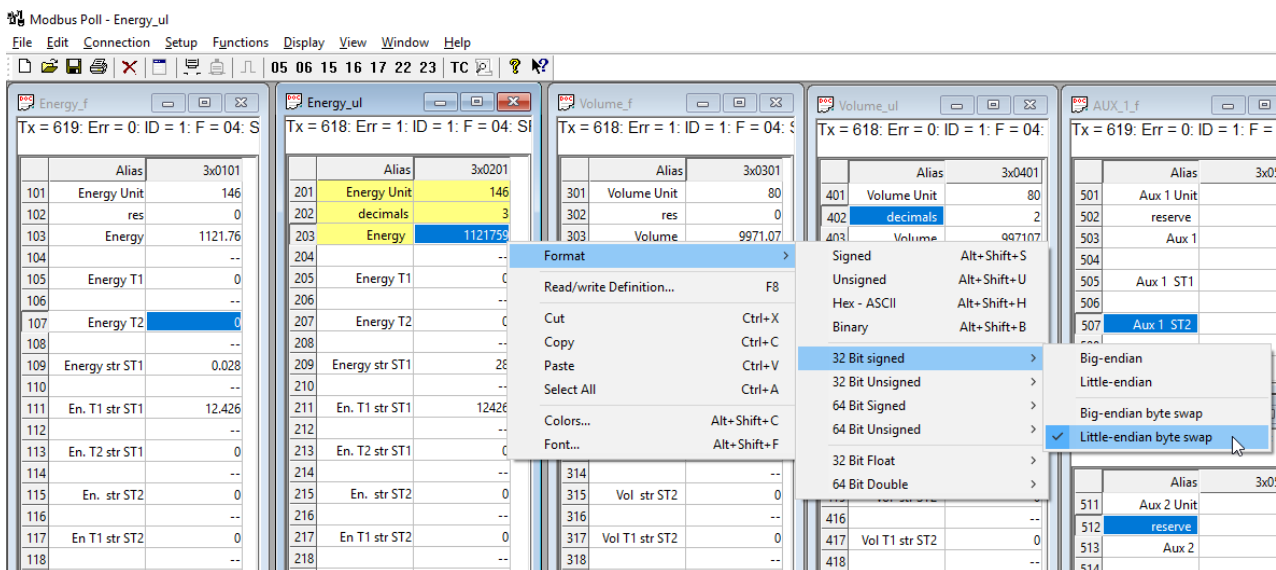 Modbus Poll - Energy_ul
File Edit Connection Setup Functions Display View Window Help
05 06 15 16 17 22 23 TC
Energy_f
Tx = 619: Err = 0: ID = 1: F = 04: S
Alias 3x0101
101 Energy Unit 146
102 res 0
103 Energy 1121.76
104 --
105 Energy T1 0
106 --
107 Energy T2 0
108 --
109 Energy str ST1 0.028
110 --
111 En. T1 str ST1 12.426
112 --
113 En. T2 str ST1 0
114 --
115 En. str ST2 0
116 --
117 En T1 str ST2 0
118 --
Energy_ul
Tx = 618: Err = 1: ID = 1: F = 04: SI
Alias 3x0201
201 Energy Unit 146
202 decimals 3
203 Energy 1121759
204 --
205 Energy T1 0
206 --
207 Energy T2 0
208 --
209 Energy str ST1 28
210 --
211 En. T1 str ST1 12426
212 --
213 En. T2 str ST1 0
214 --
215 En. str ST2 0
216 --
217 En T1 str ST2 0
218 --
Volume_f
Tx = 618: Err = 1: ID = 1: F = 04: S
Alias 3x0301
301 Volume Unit 80
302 res 0
303 Volume 9971.07
314 --
315 Vol str ST2 0
316 --
317 Vol T1 str ST2 0
318 --
Volume_ul
Tx = 618: Err = 0: ID = 1: F = 04:
Alias 3x0401
401 Volume Unit 80
402 decimals 2
403 Volume 997107
416 --
417 Vol T1 str ST2 0
418 --
AUX_1_f
Tx = 619: Err = 0: ID = 1: F =
Alias 3x05
501 Aux 1 Unit
502 reserve
503 Aux 1
504
505 Aux 1 ST1
506
507 Aux 1 ST2
Alias 3x05
511 Aux 2 Unit
512 reserve
513 Aux 2
514
Format
Read/write Definition... F8
Cut Ctrl+X
Copy Ctrl+C
Paste Ctrl+V
Select All Ctrl+A
Colors... Alt+Shift+C
Font... Alt+Shift+F
Signed Alt+Shift+S
Unsigned Alt+Shift+U
Hex - ASCII Alt+Shift+H
Binary Alt+Shift+B
32 Bit signed
32 Bit Unsigned
64 Bit Signed
64 Bit Unsigned
32 Bit Float
64 Bit Double
Big-endian
Little-endian
Big-endian byte swap
Little-endian byte swap